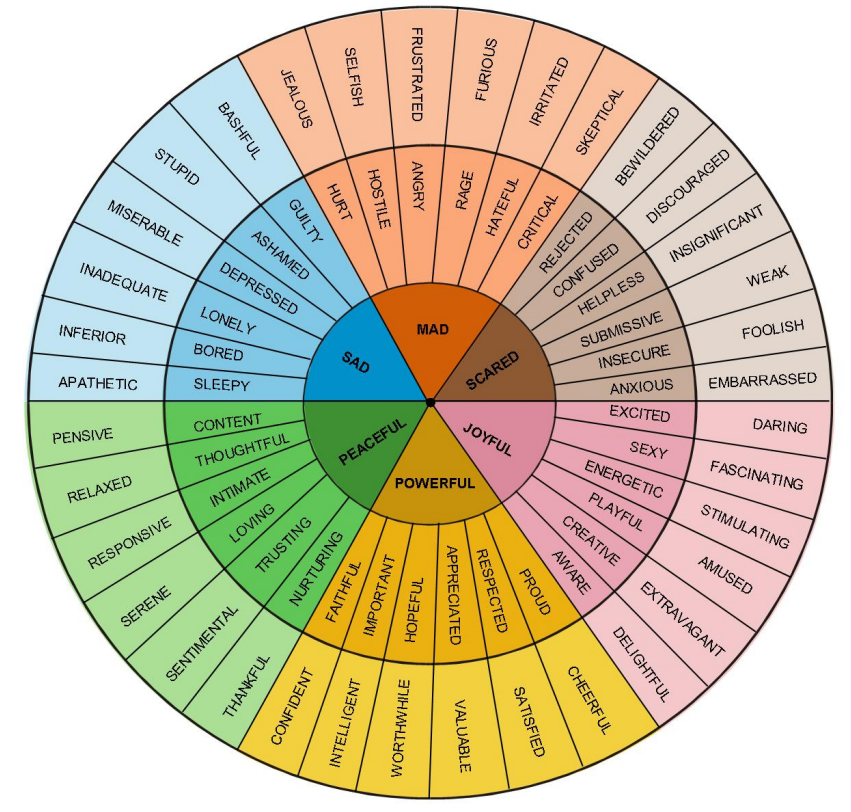 MAD
SCARED
JOYFUL
POWERFUL
PEACEFUL
SAD
HURT
HOSTILE
ANGRY
RAGE
HATEFUL
CRITICAL
REJECTED
CONFUSED
HELPLESS
SUBMISSIVE
INSECURE
ANXIOUS
EXCITED
SEXY
ENERGETIC
PLAYFUL
CREATIVE
AWARE
PROUD
RESPECTED
APPRECIATED
HOPEFUL
IMPORTANT
FAITHFUL
NURTURING
TRUSTING
LOVING
INTIMATE
THOUGHTFUL
CONTENT
SLEEPY
BORED
LONELY
DEPRESSED
ASHAMED
GUILTY
JEALOUS
SELFISH
FRUSTRATED
FURIOUS
IRRITATED
SKEPTICAL
BEWILDERED
DISCOURAGED
INSIGNIFICANT
WEAK
FOOLISH
EMBARRASSED
DARING
FASCINATING
STIMULATING
AMUSED
EXTRAVAGANT
DELIGHTFUL
CHEERFUL
SATISFIED
VALUABLE
WORTHWHILE
INTELLIGENT
CONFIDENT
THANKFUL
SENTIMENTAL
SERENE
RESPONSIVE
RELAXED
PENSIVE
APATHETIC
INFERIOR
INADEQUATE
MISERABLE
STUPID
BASHFUL